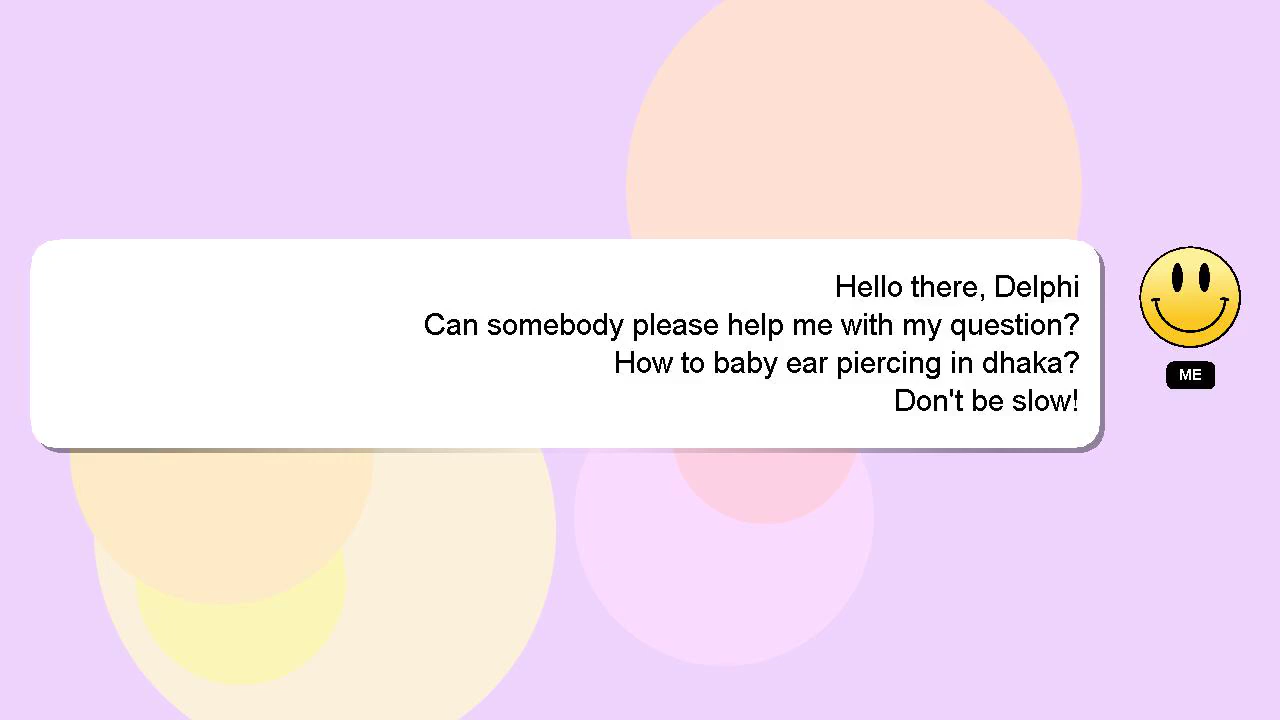 Hello there, Delphi
Can somebody please help me with my question?
How to baby ear piercing in dhaka?
Don't be slow!
ME